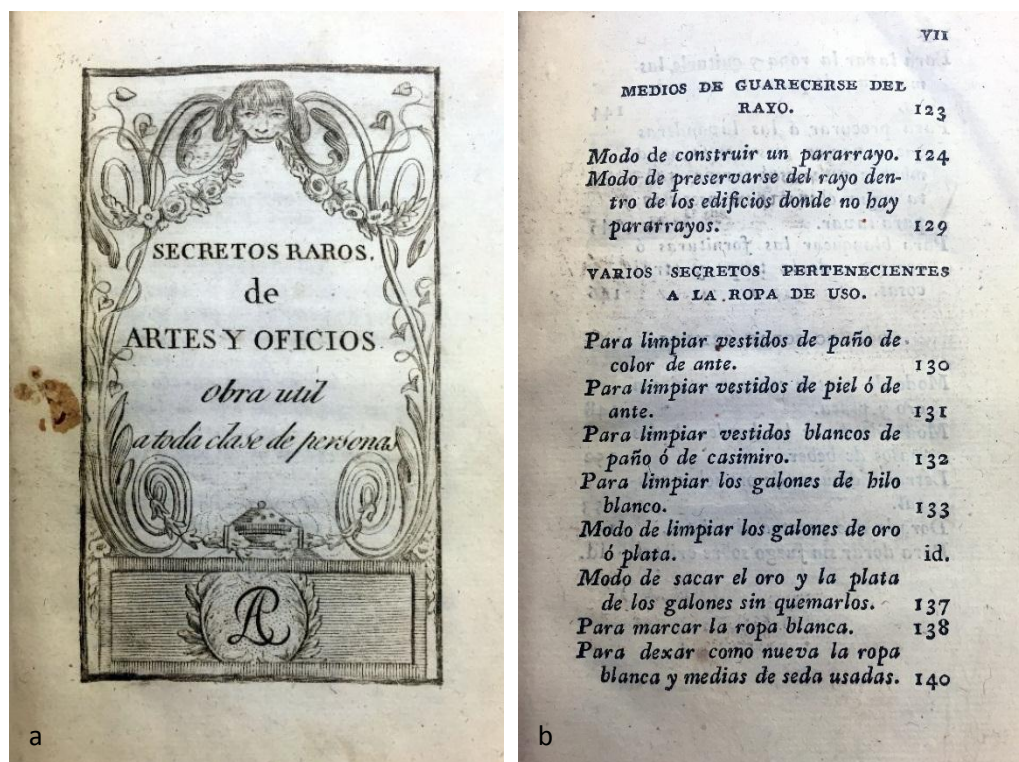 SECRETOS RAROS.
de
ARTES Y OFICIOS
Obra util
a toda clase de personas
a
VII
MEDIOS DE GUARECERSE DEL
RAYO. 123
Modo de construir un pararrayo. 124
Modo de preservarse del rayo den-
tro de los edificios donde no hay
pararrayos. 129
VARIOS SECRETOS PERTENECIENTES
A LA ROPA DE USO.
Para limpiar vestidos de paño de
color de ante. 130
Para limpiar vestidos de piel ó de
ante. 131
Para limpiar vestidos blancos de
paño ó de casimiro. 132
Para limpiar los galones de hilo
blanco. 133
Modo de limpiar los galones de oro
ó plata. id.
Modo de sacar el oro y la plata
de los galones sin quemarlos. 137
Para marcar la ropa blanca. 138
Para dexar como nueva la ropa
blanca y medias de seda usadas. 140
b